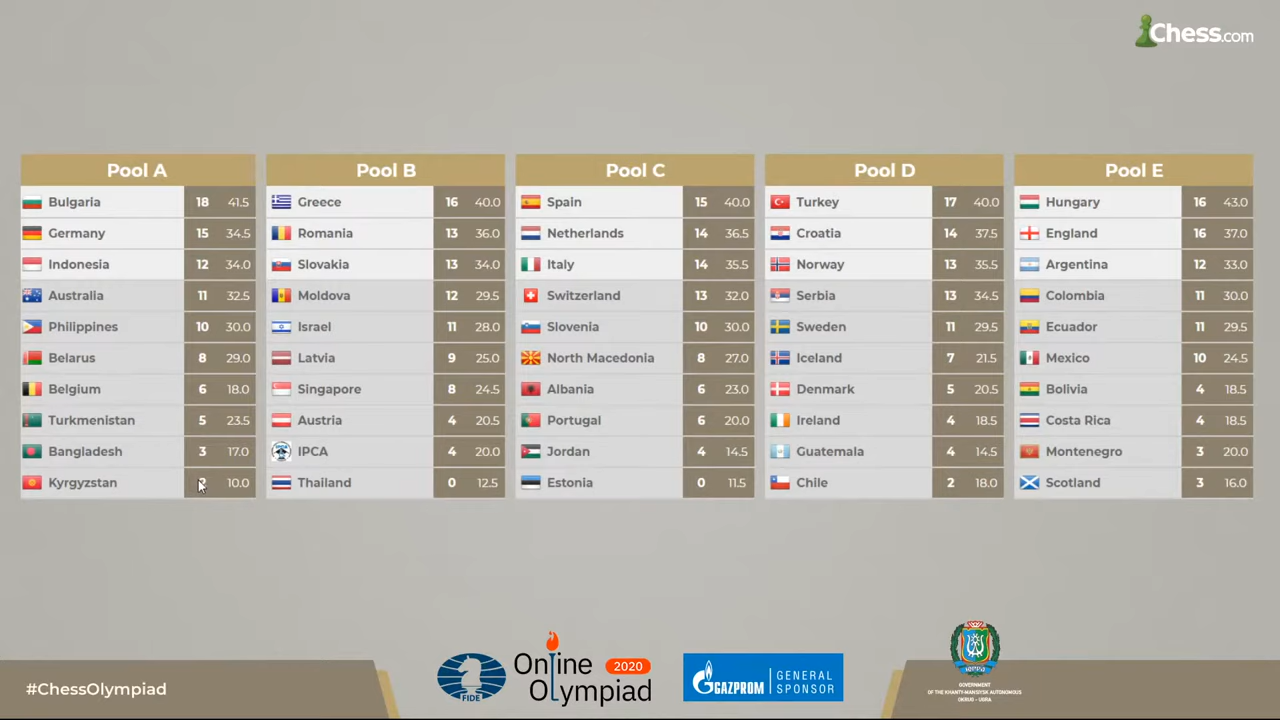 Chess.com
Pool A
Bulgaria 18 41.5
Germany 15 34.5
Indonesia 12 34.0
Australia 11 32.5
Philippines 10 30.0
Belarus 8 29.0
Belgium 6 18.0
Turkmenistan 5 23.5
Bangladesh 3 17.0
Kyrgyzstan 10.0
Pool B
Greece 16 40.0
Romania 13 36.0
Slovakia 13 34.0
Moldova 12 29.5
Israel 11 28.0
Latvia 9 25.0
Singapore 8 24.5
Austria 4 20.5
IPCA 4 20.0
Thailand 0 12.5
Pool C
Spain 15 40.0
Netherlands 14 36.5
Italy 14 35.5
Switzerland 13 32.0
Slovenia 10 30.0
North Macedonia 8 27.0
Albania 6 23.0
Portugal 6 20.0
Jordan 4 14.5
Estonia 0 11.5
Pool D
Turkey 17 40.0
Croatia 14 37.5
Norway 13 35.5
Serbia 13 34.5
Sweden 11 29.5
Iceland 7 21.5
Denmark 5 20.5
Ireland 4 18.5
Guatemala 4 14.5
Chile 2 18.0
Pool E
Hungary 16 43.0
England 16 37.0
Argentina 12 33.0
Colombia 11 30.0
Ecuador 11 29.5
Mexico 10 24.5
Bolivia 4 18.5
Costa Rica 4 18.5
Montenegro 3 20.0
Scotland 3 16.0
#ChessOlympiad
FIDE
Online 2020
Olympiad
GAZPROM
GENERAL
SPONSOR
GOVERNMENT
OF THE KHANTY-MANSIYSK AUTONOMOUS
OKRUG – UGRA